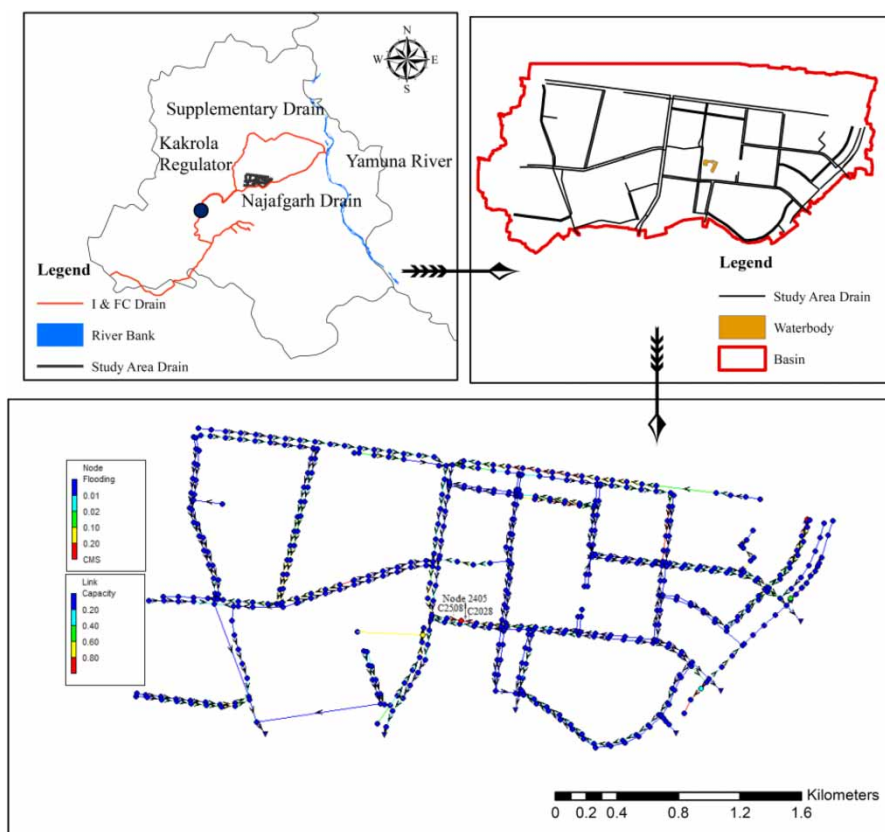 N
W E
S
Supplementary Drain
Kakrola
Regulator
Yamuna River
Najafgarh Drain
Legend
I & FC Drain
River Bank
Study Area Drain
Legend
Study Area Drain
Waterbody
Basin
Node
Flooding
0.01
0.02
0.10
0.20
CMS
Link
Capacity
0.20
0.40
0.60
0.80
Node 2405
C2508 C2028
Kilometers
0 0.2 0.4 0.8 1.2 1.6